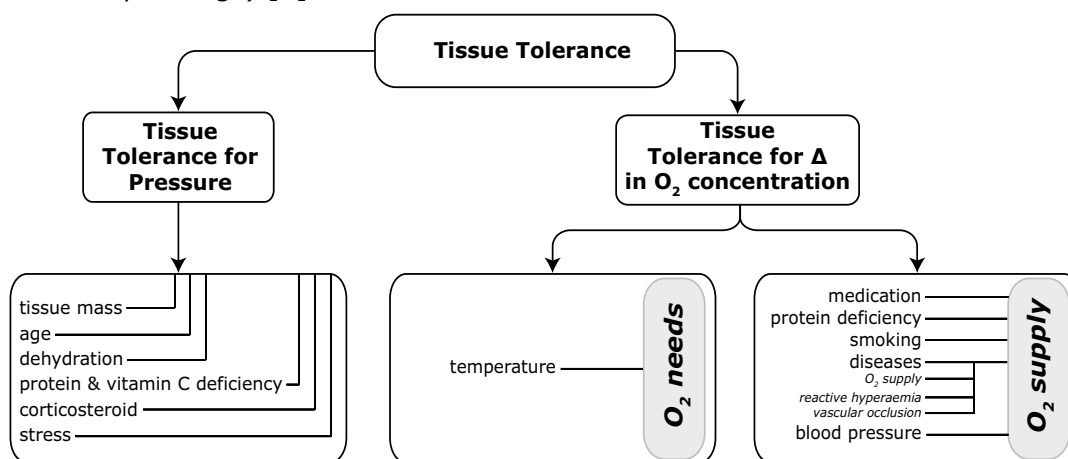 Tissue Tolerance
Tissue
Tolerance for
Pressure
Tissue
Tolerance for Δ
in O₂ concentration
tissue mass
age
dehydration
protein & vitamin C deficiency
corticosteroid
stress
temperature
O₂ needs
medication
protein deficiency
smoking
diseases
O₂ supply
reactive hyperaemia
vascular occlusion
blood pressure
O₂ supply